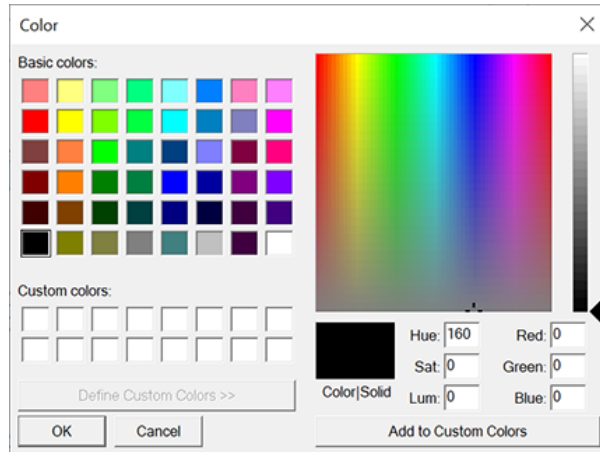 Color
Basic colors:
Custom colors:
Define Custom Colors >>
OK Cancel
Hue: 160 Red: 0
Sat: 0 Green: 0
Color|Solid Lum: 0 Blue: 0
Add to Custom Colors